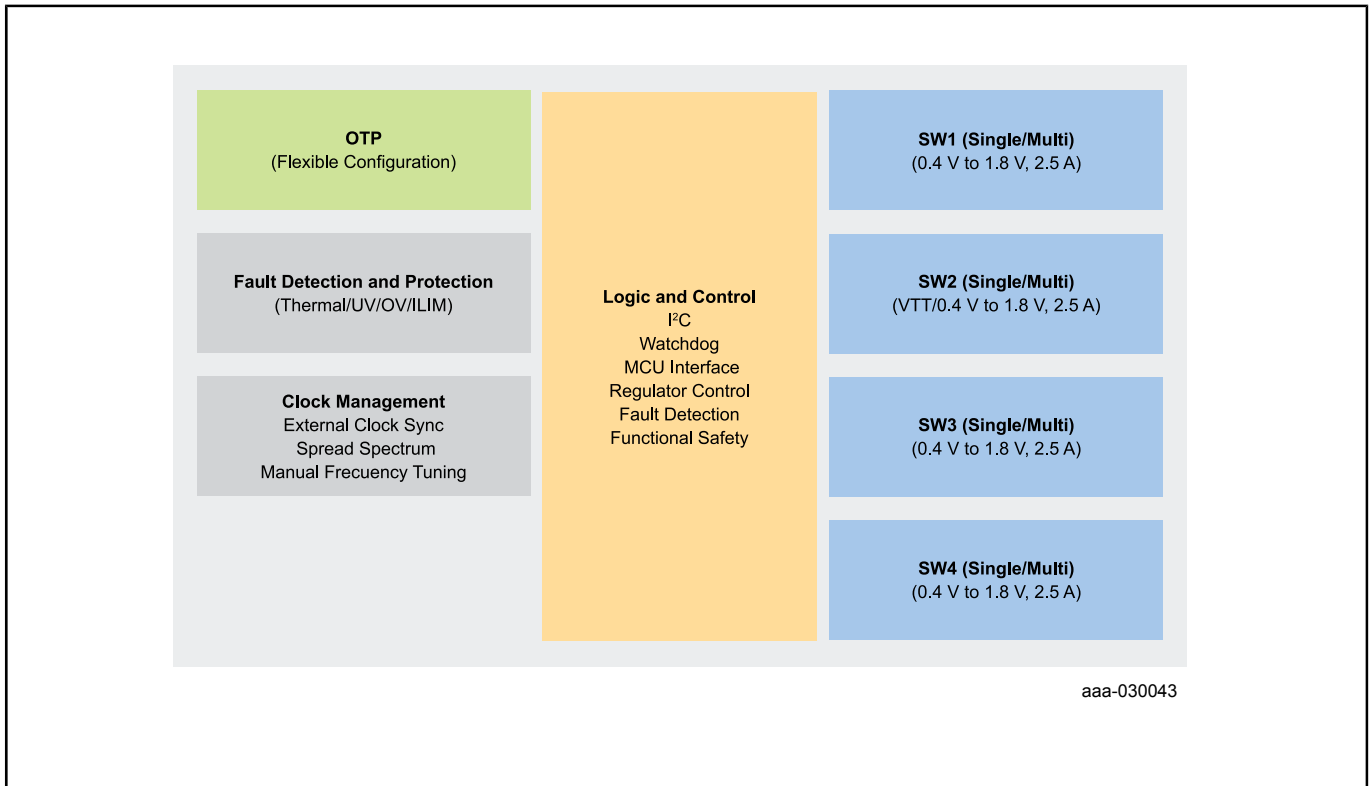 OTP
(Flexible Configuration)
Fault Detection and Protection
(Thermal/UV/OV/ILIM)
Clock Management
External Clock Sync
Spread Spectrum
Manual Frecuency Tuning
Logic and Control
I²C
Watchdog
MCU Interface
Regulator Control
Fault Detection
Functional Safety
SW1 (Single/Multi)
(0.4 V to 1.8 V, 2.5 A)
SW2 (Single/Multi)
(VTT/0.4 V to 1.8 V, 2.5 A)
SW3 (Single/Multi)
(0.4 V to 1.8 V, 2.5 A)
SW4 (Single/Multi)
(0.4 V to 1.8 V, 2.5 A)
aaa-030043